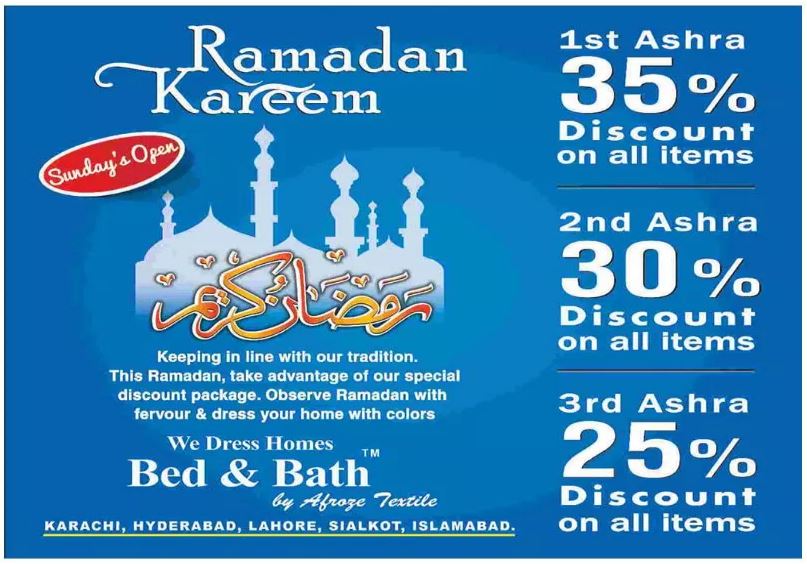 Ramadan
Kareem
Sunday's Open
رمضان كريم
Keeping in line with our tradition.
This Ramadan, take advantage of our special
discount package. Observe Ramadan with
fervour & dress your home with colors
We Dress Homes
Bed & Bath™
by Afroze Textile
KARACHI, HYDERABAD, LAHORE, SIALKOT, ISLAMABAD.
1st Ashra
35%
Discount
on all items
2nd Ashra
30%
Discount
on all items
3rd Ashra
25%
Discount
on all items